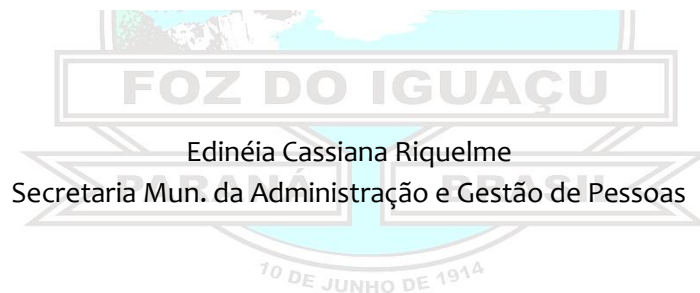 FOZ DO IGUAÇU
Edinéia Cassiana Riquelme
Secretaria Mun. da Administração e Gestão de Pessoas
PARANÁ BRASIL
10 DE JUNHO DE 1914